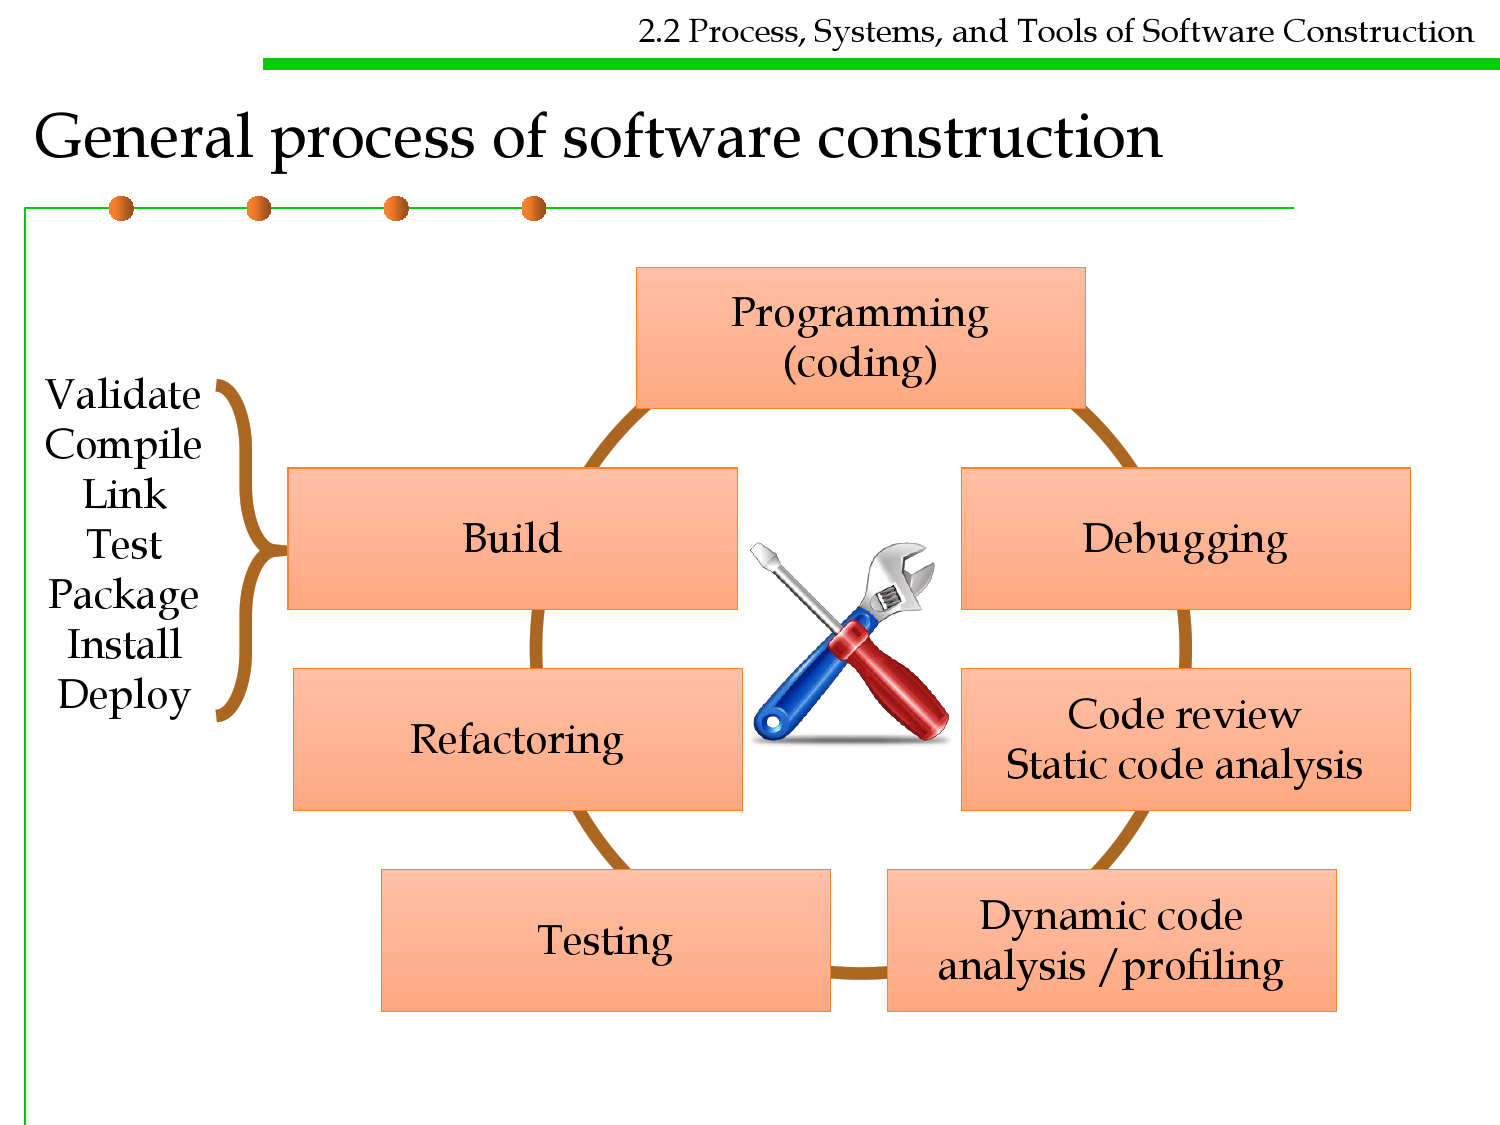 2.2 Process, Systems, and Tools of Software Construction
General process of software construction
Programming
(coding)
Validate
Compile
Link
Test
Package
Install
Deploy
Build
Debugging
Refactoring
Code review
Static code analysis
Testing
Dynamic code
analysis /profiling